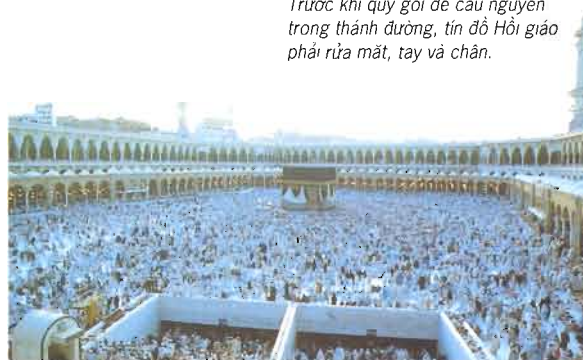 Trước khi quỳ gối để cầu nguyện
trong thánh đường, tín đồ Hồi giáo
phải rửa mặt, tay và chân.